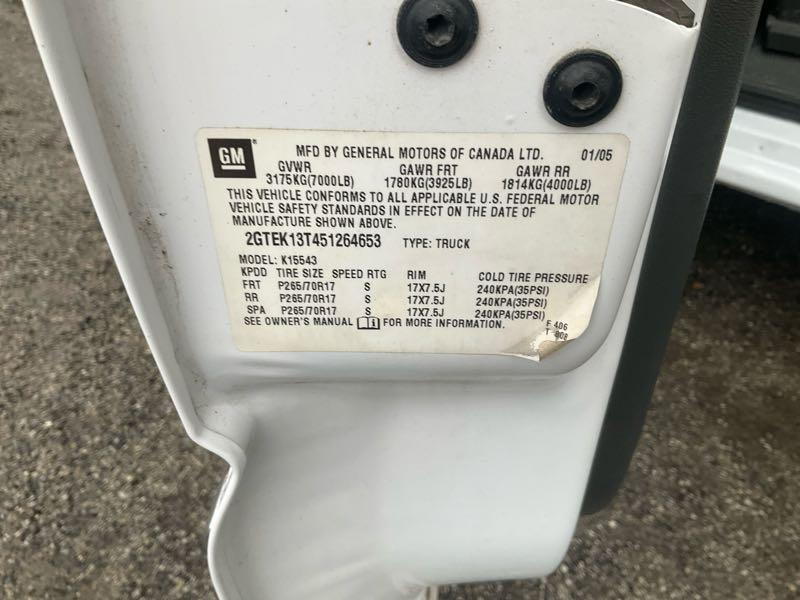 GM MFD BY GENERAL MOTORS OF CANADA LTD. 01/05
GVWR GAWR FRT GAWR RR
3175KG(7000LB) 1780KG(3925LB) 1814KG(4000LB)
THIS VEHICLE CONFORMS TO ALL APPLICABLE U.S. FEDERAL MOTOR
VEHICLE SAFETY STANDARDS IN EFFECT ON THE DATE OF
MANUFACTURE SHOWN ABOVE.
2GTEK13T451264653 TYPE: TRUCK
MODEL: K15543
KPDD TIRE SIZE SPEED RTG RIM COLD TIRE PRESSURE
FRT P265/70R17 S 17X7.5J 240KPA(35PSI)
RR P265/70R17 S 17X7.5J 240KPA(35PSI)
SPA P265/70R17 S 17X7.5J 240KPA(35PSI)
SEE OWNER'S MANUAL FOR MORE INFORMATION.
F 406
T